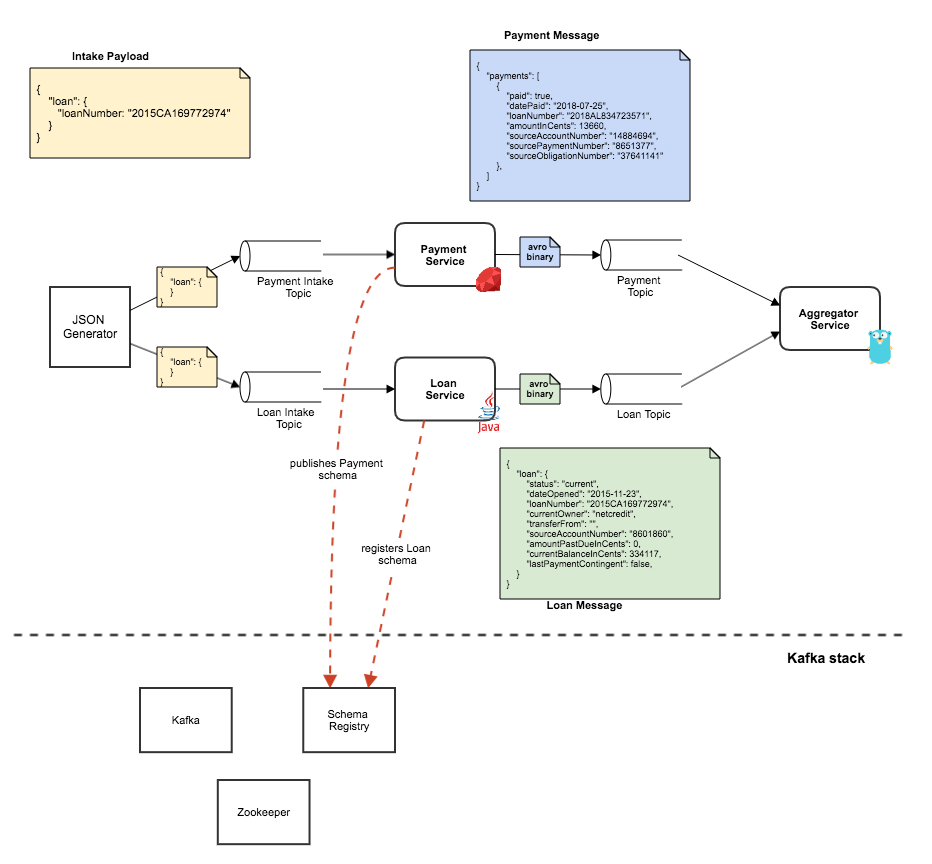 Payment Message
Intake Payload
{
"loan": {
"loanNumber: "2015CA169772974"
}
}
{
"payments": [
{
"paid": true,
"datePaid": "2018-07-25",
"loanNumber": "2018AL834723571",
"amountInCents": 13660,
"sourceAccountNumber": "14884694",
"sourcePaymentNumber": "8651377",
"sourceObligationNumber": "37641141"
},
]
}
JSON
Generator
{
"loan": {
}
}
{
"loan": {
}
}
Payment Intake
Topic
Loan Intake
Topic
Payment
Service
Loan
Service
Java
avro
binary
avro
binary
Payment
Topic
Loan Topic
Aggregator
Service
publishes Payment
schema
registers Loan
schema
{
"loan": {
"status": "current",
"dateOpened": "2015-11-23",
"loanNumber": "2015CA169772974",
"currentOwner": "netcredit",
"transferFrom": "",
"sourceAccountNumber": "8601860",
"amountPastDueInCents": 0,
"currentBalanceInCents": 334117,
"lastPaymentContingent": false,
}
}
Loan Message
Kafka stack
Kafka
Schema
Registry
Zookeeper